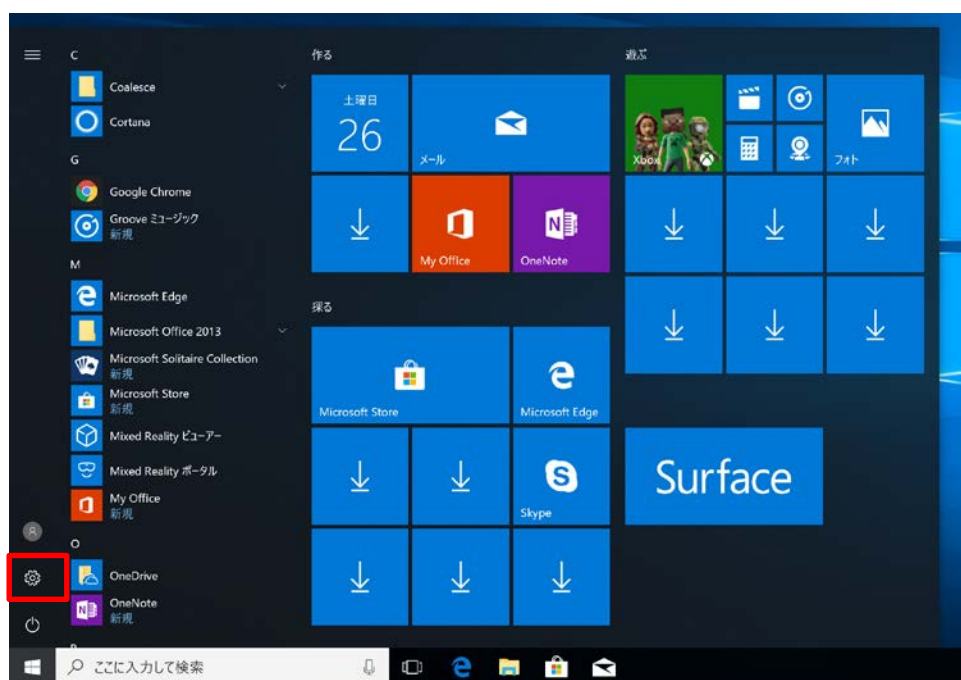 C
Coalesce
Cortana
G
Google Chrome
Groove ミュージック
新規
M
Microsoft Edge
Microsoft Office 2013
Microsoft Solitaire Collection
新規
Microsoft Store
新規
Mixed Reality ビューアー
Mixed Reality ポータル
My Office
新規
O
OneDrive
OneNote
新規
作る
土曜日
26
メール
My Office
OneNote
探る
Microsoft Store
Microsoft Edge
Skype
遊ぶ
Xbox
フォト
Surface
ここに入力して検索